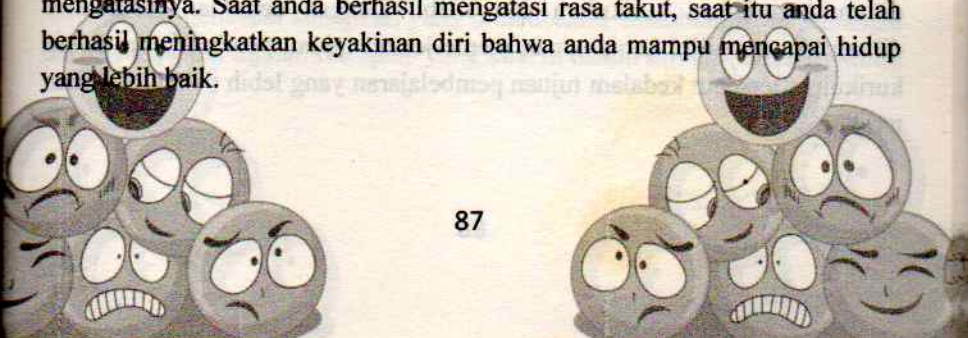 mengatasinya. Saat anda berhasil mengatasi rasa takut, saat itu anda telah
berhasil meningkatkan keyakinan diri bahwa anda mampu mencapai hidup
yang lebih baik.
87